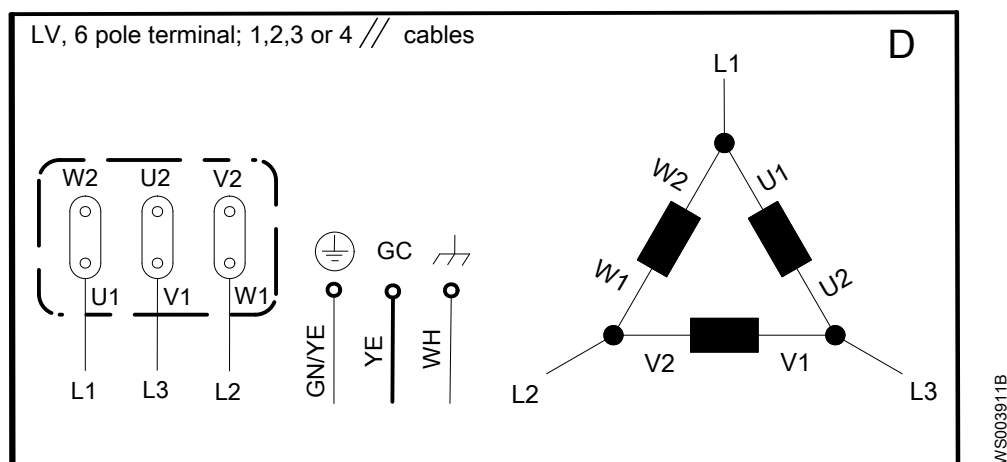 LV, 6 pole terminal; 1,2,3 or 4 // cables
D
W2 U2 V2
U1 V1 W1
L1 L3 L2
GC
GN/YE YE WH
L1
W2 U1
W1 U2
V2 V1
L2 L3
WS003911B